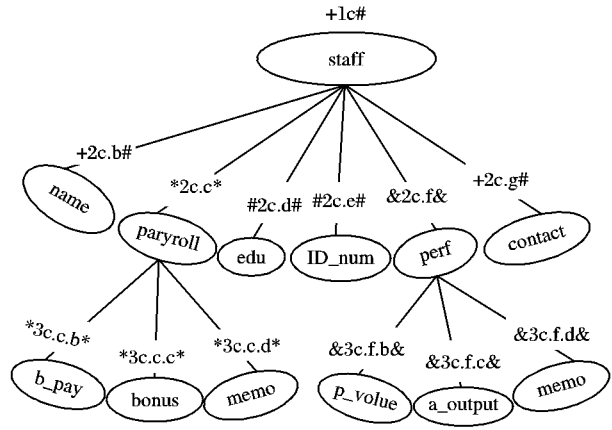 +1c#
staff
+2c.b#
*2c.c*
#2c.d#
#2c.e#
&2c.f&
+2c.g#
name
paryroll
edu
ID_num
perf
contact
*3c.c.b*
*3c.c.c*
*3c.c.d*
&3c.f.b&
&3c.f.c&
&3c.f.d&
b_pay
bonus
memo
p_volue
a_output
memo